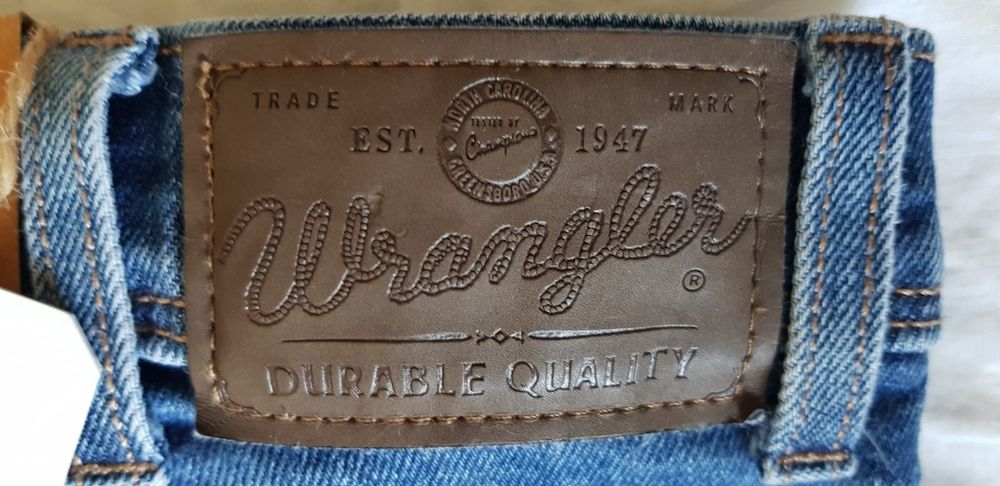 TRADE MARK
NORTH CAROLINA
TESTED BY
Champions
GREENSBORO U.S.A
EST. 1947
Wrangler®
DURABLE QUALITY